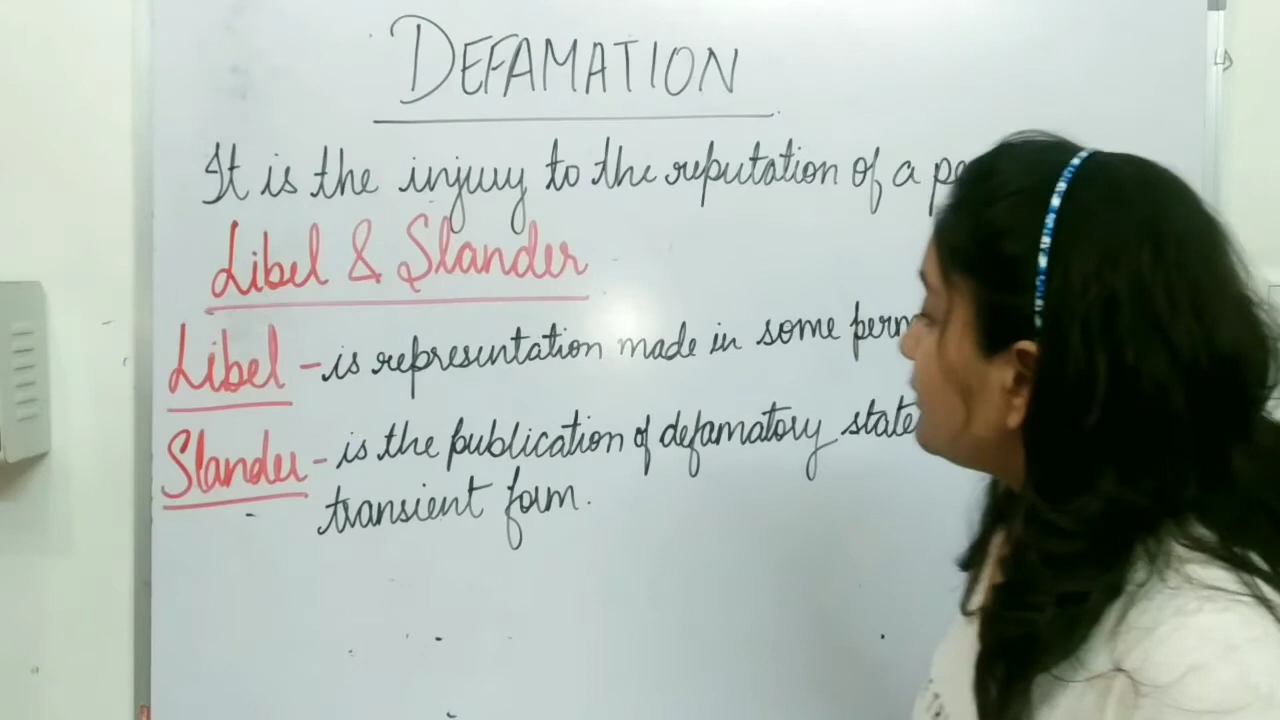 DEFAMATION
It is the injury to the reputation of a pe
Libel & Slander
Libel - is representation made in some perm
Slander - is the publication of defamatory state
transient form.